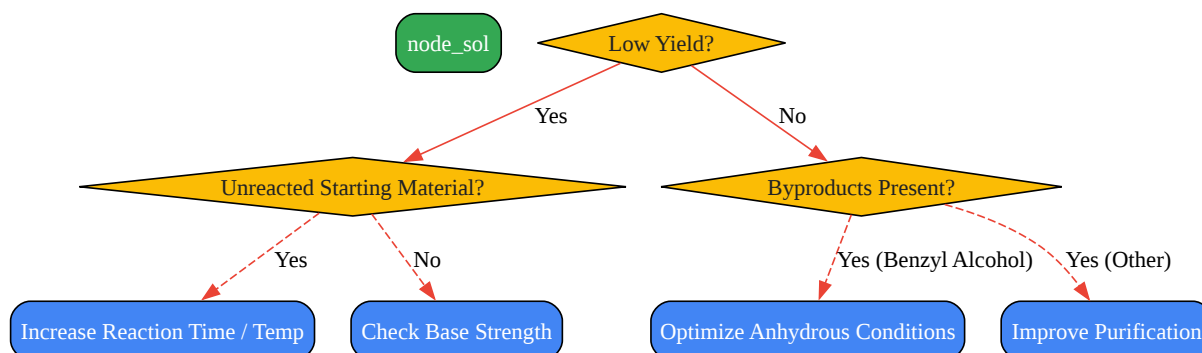 node_sol
Low Yield?
Yes
No
Unreacted Starting Material?
Byproducts Present?
Yes
No
Yes (Benzyl Alcohol)
Yes (Other)
Increase Reaction Time / Temp
Check Base Strength
Optimize Anhydrous Conditions
Improve Purification